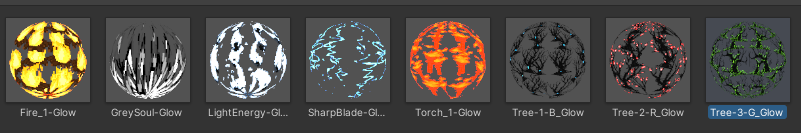 Fire_1-Glow
GreySoul-Glow
LightEnergy-Gl...
SharpBlade-Gl...
Torch_1-Glow
Tree-1-B_Glow
Tree-2-R_Glow
Tree-3-G_Glow